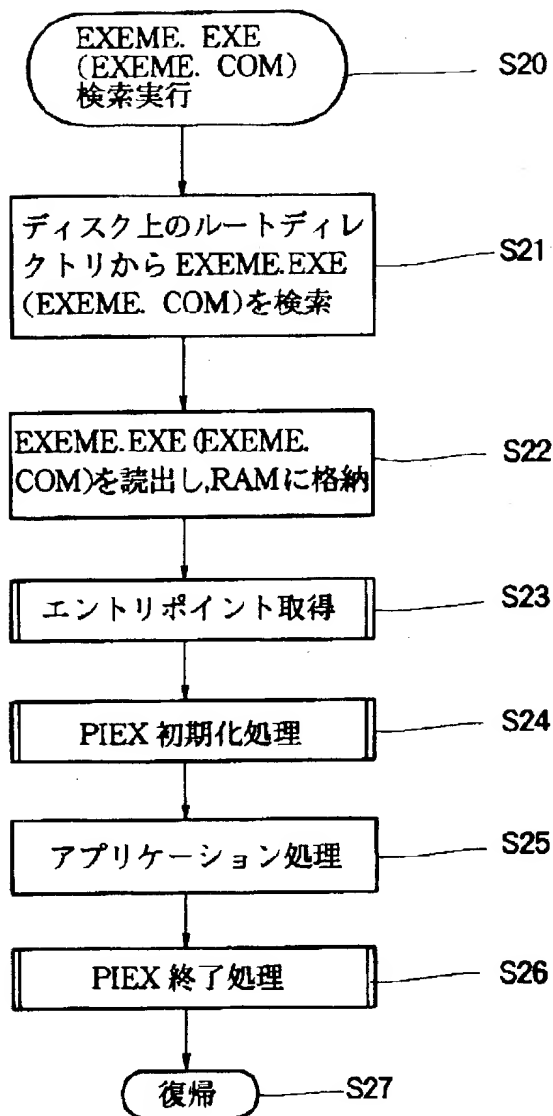 EXEME. EXE
(EXEME. COM)
検索実行
S20
ディスク上のルートディレ
クトリからEXEME.EXE
(EXEME. COM)を検索
S21
EXEME.EXE (EXEME.
COM)を読出し,RAMに格納
S22
エントリポイント取得
S23
PIEX 初期化処理
S24
アプリケーション処理
S25
PIEX 終了処理
S26
復帰
S27